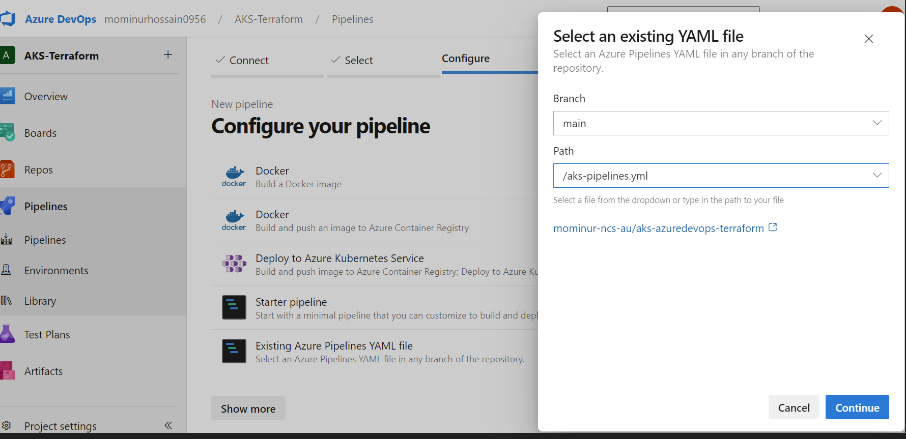 Azure DevOps mominurhossain0956 / AKS-Terraform / Pipelines
A AKS-Terraform +
Overview
Boards
Repos
Pipelines
Pipelines
Environments
Library
Test Plans
Artifacts
Project settings
Connect
Select
Configure
New pipeline
Configure your pipeline
docker
Docker
Build a Docker image
docker
Docker
Build and push an image to Azure Container Registry
Deploy to Azure Kubernetes Service
Build and push image to Azure Container Registry; Deploy to Azure Ku
Starter pipeline
Start with a minimal pipeline that you can customize to build and depl
Existing Azure Pipelines YAML file
Select an Azure Pipelines YAML file in any branch of the repository.
Show more
Select an existing YAML file
Select an Azure Pipelines YAML file in any branch of the
repository.
Branch
main
Path
/aks-pipelines.yml
Select a file from the dropdown or type in the path to your file
mominur-ncs-au/aks-azuredevops-terraform
Cancel
Continue